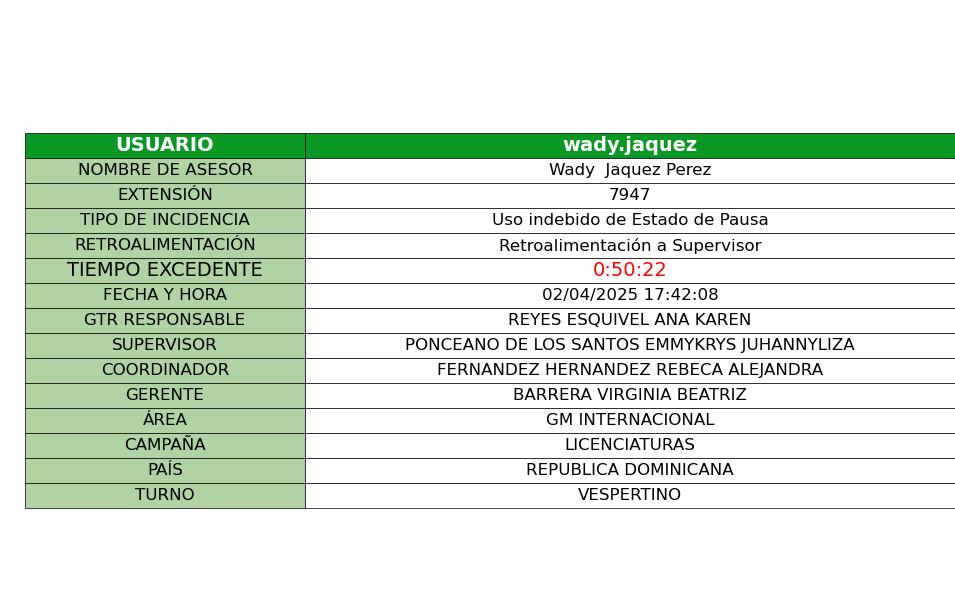 USUARIO wady.jaquez
NOMBRE DE ASESOR Wady  Jaquez Perez
EXTENSIÓN 7947
TIPO DE INCIDENCIA Uso indebido de Estado de Pausa
RETROALIMENTACIÓN Retroalimentación a Supervisor
TIEMPO EXCEDENTE 0:50:22
FECHA Y HORA 02/04/2025 17:42:08
GTR RESPONSABLE REYES ESQUIVEL ANA KAREN
SUPERVISOR PONCEANO DE LOS SANTOS EMMYKRYS JUHANNYLIZA
COORDINADOR FERNANDEZ HERNANDEZ REBECA ALEJANDRA
GERENTE BARRERA VIRGINIA BEATRIZ
ÁREA GM INTERNACIONAL
CAMPAÑA LICENCIATURAS
PAÍS REPUBLICA DOMINICANA
TURNO VESPERTINO